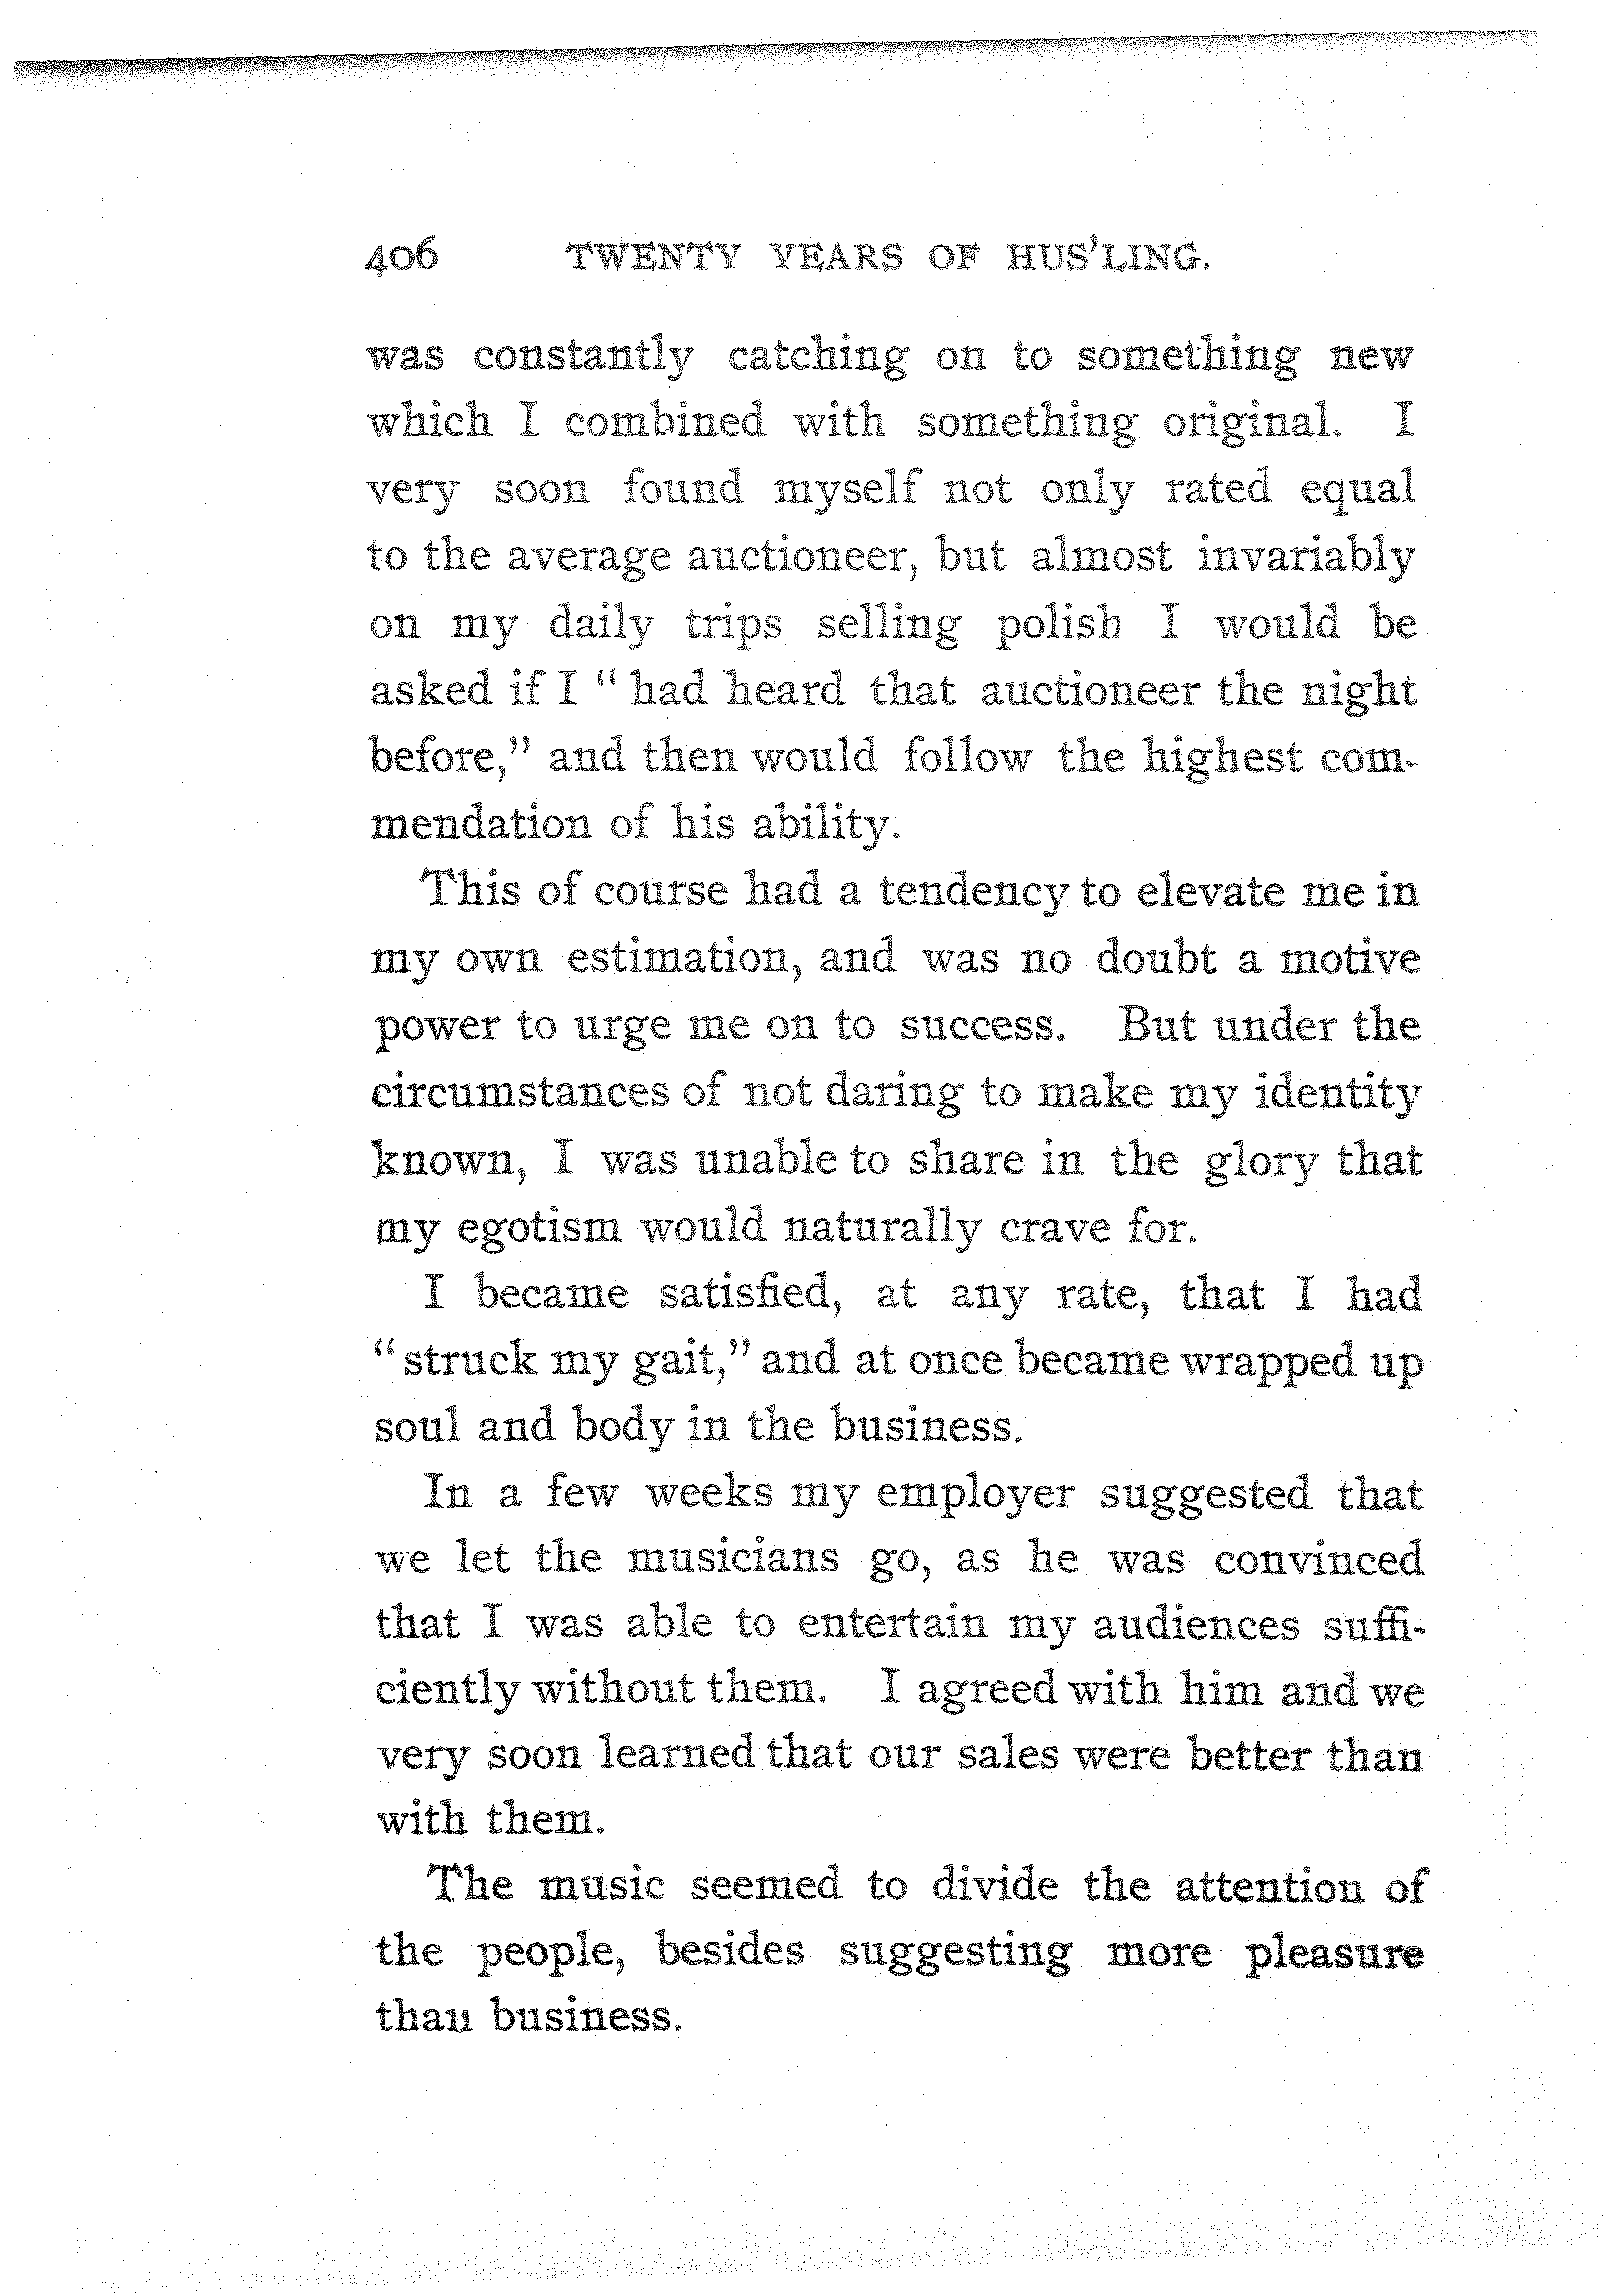 406 TWENTY YEARS OF HUS'LING.
was constantly catching on to something new
which I combined with something original. I
very soon found myself not only rated equal
to the average auctioneer, but almost invariably
on my daily trips selling polish I would be
asked if I "had heard that auctioneer the night
before," and then would follow the highest com-
mendation of his ability.
This of course had a tendency to elevate me in
my own estimation, and was no doubt a motive
power to urge me on to success. But under the
circumstances of not daring to make my identity
known, I was unable to share in the glory that
my egotism would naturally crave for.
I became satisfied, at any rate, that I had
"struck my gait," and at once became wrapped up
soul and body in the business.
In a few weeks my employer suggested that
we let the musicians go, as he was convinced
that I was able to entertain my audiences suffi-
ciently without them. I agreed with him and we
very soon learned that our sales were better than
with them.
The music seemed to divide the attention of
the people, besides suggesting more pleasure
than business.